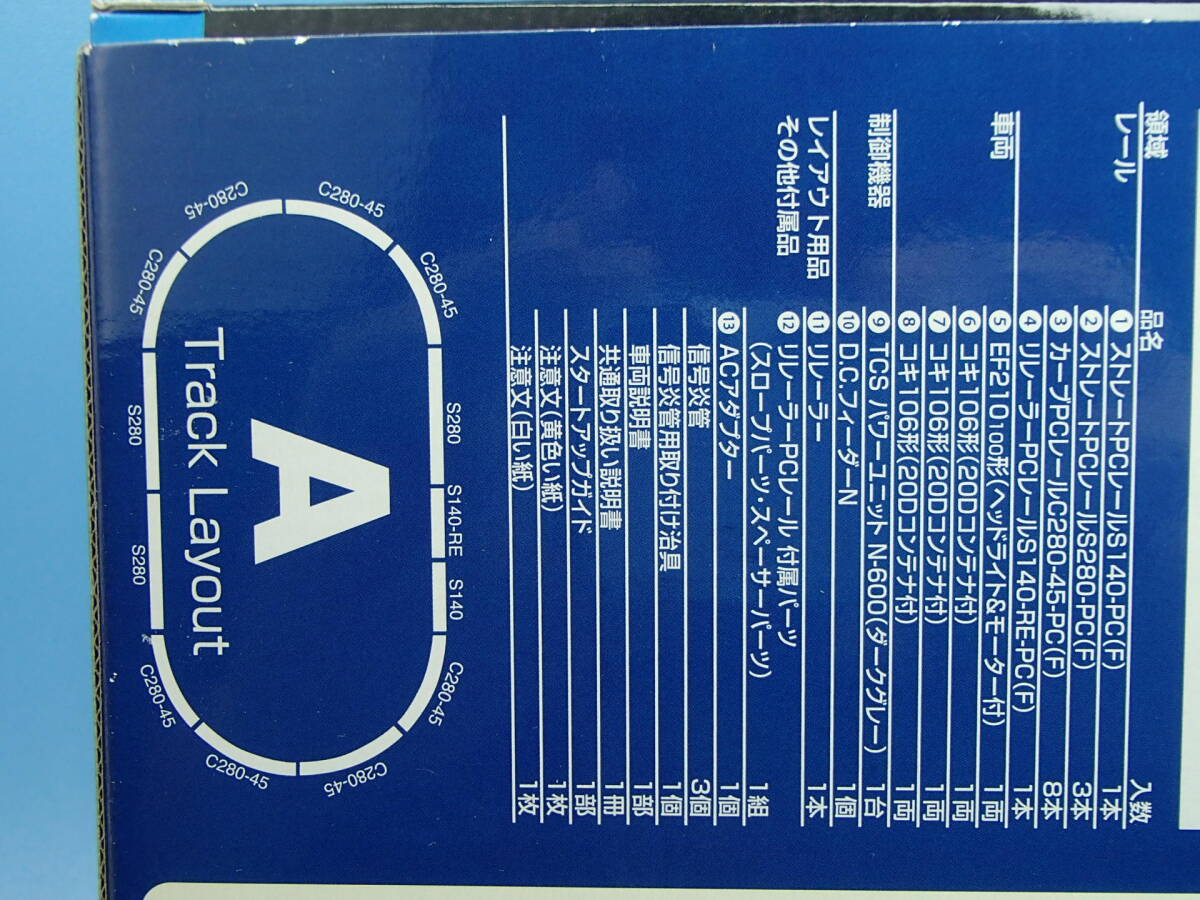 領域 品名 入数
レール ❶ストレートPCレールS140-PC(F) 1本
❷ストレートPCレールS280-PC(F) 3本
❸カーブPCレールC280-45-PC(F) 8本
❹リレーラーPCレールS140-RE-PC(F) 1本
車両 ❺EF210 100形(ヘッドライト&モーター付) 1両
❻コキ106形(20Dコンテナ付) 1両
❼コキ106形(20Dコンテナ付) 1両
❽コキ106形(20Dコンテナ付) 1両
制御機器 ❾TCS パワーユニット N-600(ダークグレー) 1台
❿D.C.フィーダーN 1個
レイアウト用品 ⓫リレーラー 1本
その他付属品 ⓬リレーラーPCレール 付属パーツ
(スロープパーツ・スペーサーパーツ) 1組
⓭ACアダプター 1個
信号炎管 3個
信号炎管用取り付け治具 1個
車両説明書 1部
共通取り扱い説明書 1冊
スタートアップガイド 1部
注意文(黄色い紙) 1枚
注意文(白い紙) 1枚
C280-45
C280-45
C280-45
S280
S140-RE
S140
C280-45
C280-45
C280-45
C280-45
S280
S280
C280-45
A
Track Layout